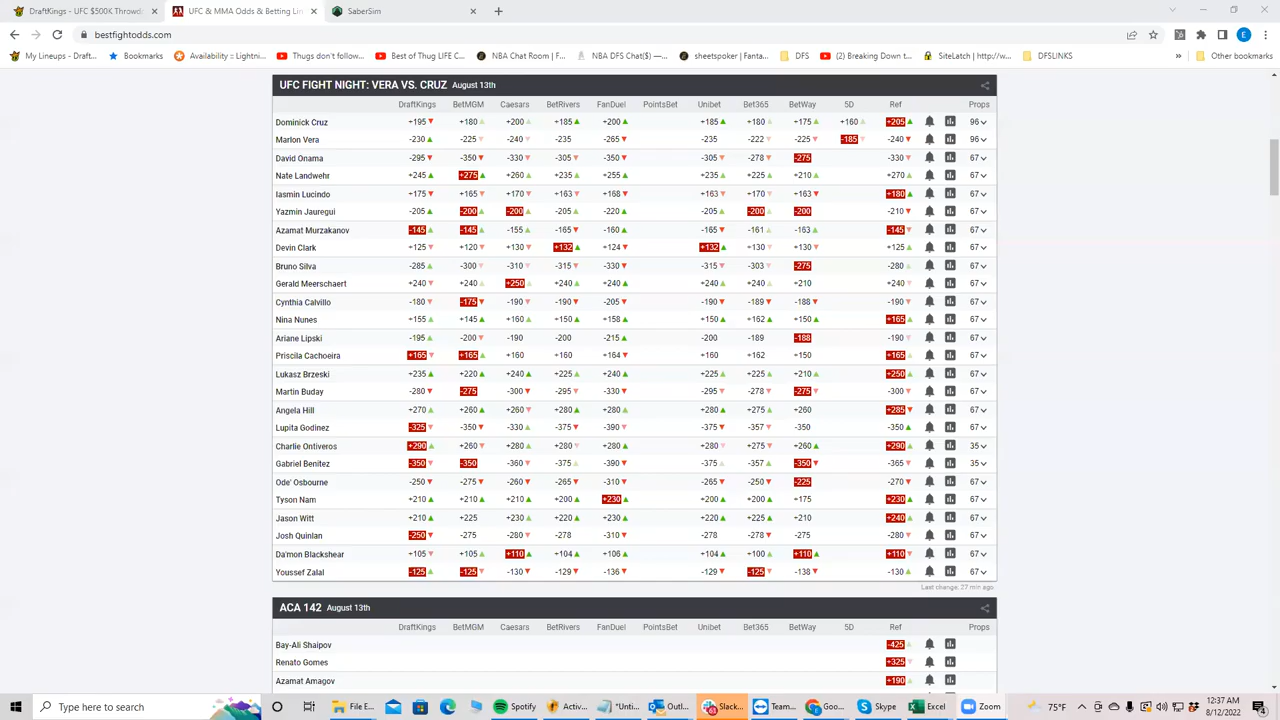 DraftKings - UFC $500K Throwd
UFC & MMA Odds & Betting Lin
SaberSim
bestfightodds.com
My Lineups - Draft...
Bookmarks
Availability :: Lightni...
Thugs don't follow...
Best of Thug LIFE C...
NBA Chat Room | F...
NBA DFS Chat($) —...
sheetspoker | Fanta...
DFS
(2) Breaking Down t...
SiteLatch | http://w...
DFSLINKS
»
Other bookmarks
UFC FIGHT NIGHT: VERA VS. CRUZ August 13th
DraftKings BetMGM Caesars BetRivers FanDuel PointsBet Unibet Bet365 BetWay 5D Ref Props
Dominick Cruz +195▼ +180▲ +200▲ +185▲ +200▲ +185▲ +180▲ +175▲ +160▲ +205▲ 96
Marlon Vera -230▲ -225▼ -240▼ -235 -265▼ -235 -222▼ -225▼ -185▼ -240▼ 96
David Onama -295▼ -350▼ -330▼ -305▼ -350▼ -305▼ -278▼ -275 -330▼ 67
Nate Landwehr +245▲ +275▲ +260▲ +235▲ +255▲ +235▲ +225▲ +210▲ +270▲ 67
Iasmin Lucindo +175▼ +165▼ +170▼ +163▼ +168▼ +163▼ +170▼ +163▼ +180▲ 67
Yazmin Jauregui -205▲ -200▲ -200▲ -205▲ -220▲ -205▲ -200▲ -200 -210▼ 67
Azamat Murzakanov -145▲ -145▲ -155▲ -165▼ -160▲ -165▼ -161▲ -163▲ -145▼ 67
Devin Clark +125▼ +120▼ +130▼ +132▲ +124▼ +132▲ +130▼ +130▼ +125▲ 67
Bruno Silva -285▲ -300▼ -310▼ -315▼ -330▼ -315▼ -303▼ -275 -280▲ 67
Gerald Meerschaert +240▼ +240▲ +250▲ +240▲ +240▲ +240▲ +240▲ +210 +240▼ 67
Cynthia Calvillo -180▼ -175▼ -190▼ -190▼ -205▼ -190▼ -189▼ -188▼ -190▼ 67
Nina Nunes +155▲ +145▲ +160▲ +150▲ +158▲ +150▲ +162▲ +150▲ +165▲ 67
Ariane Lipski -195▲ -200▼ -190 -200 -215▲ -200 -189 -188 -190▼ 67
Priscila Cachoeira +165▼ +165▲ +160 +160 +164▼ +160 +162 +150 +165▲ 67
Lukasz Brzeski +235▲ +220▲ +240▲ +225▲ +240▲ +225▲ +225▲ +210▲ +250▲ 67
Martin Buday -280▼ -275 -300▼ -295▼ -330▼ -295▼ -278▼ -275▼ -300▼ 67
Angela Hill +270▲ +260▲ +260▼ +280▲ +280▲ +280▲ +275▲ +260 +285▼ 67
Lupita Godinez -325▼ -350▼ -330▲ -375▼ -390▼ -375▼ -357▼ -350 -350▲ 67
Charlie Ontiveros +290▲ +260▼ +280▲ +280▼ +280▲ +280▼ +275▼ +260▲ +290▲ 35
Gabriel Benítez -350▼ -350 -360▼ -375▲ -390▼ -375▲ -357▲ -350▼ -365▼ 35
Ode' Osbourne -250▼ -275▼ -260▼ -265▼ -310▼ -265▼ -250▼ -225 -270▼ 67
Tyson Nam +210▲ +210▲ +210▲ +200▲ +230▲ +200▲ +200▲ +175 +230▲ 67
Jason Witt +210▲ +225 +230▲ +220▲ +230▲ +220▲ +225▲ +210 +240▲ 67
Josh Quinlan -250▼ -275 -280▼ -278 -310▼ -278 -278▼ -275 -280▼ 67
Da'mon Blackshear +105▼ +105▲ +110▲ +104▲ +106▲ +104▲ +100▲ +110▲ +110▼ 67
Youssef Zalal -125▲ -125▼ -130▼ -129▼ -136▼ -129▼ -125▼ -138▼ -130▲ 67
Last change: 27 min ago
ACA 142 August 13th
DraftKings BetMGM Caesars BetRivers FanDuel PointsBet Unibet Bet365 BetWay 5D Ref Props
Bay-Ali Shaipov -425▲
Renato Gomes +325▼
Azamat Amagov +190▲
Type here to search
File E...
Spotify
Activ...
"Unti...
Outl...
Slack...
Team...
Goo...
Skype
Excel
Zoom
75°F
12:37 AM
8/12/2022